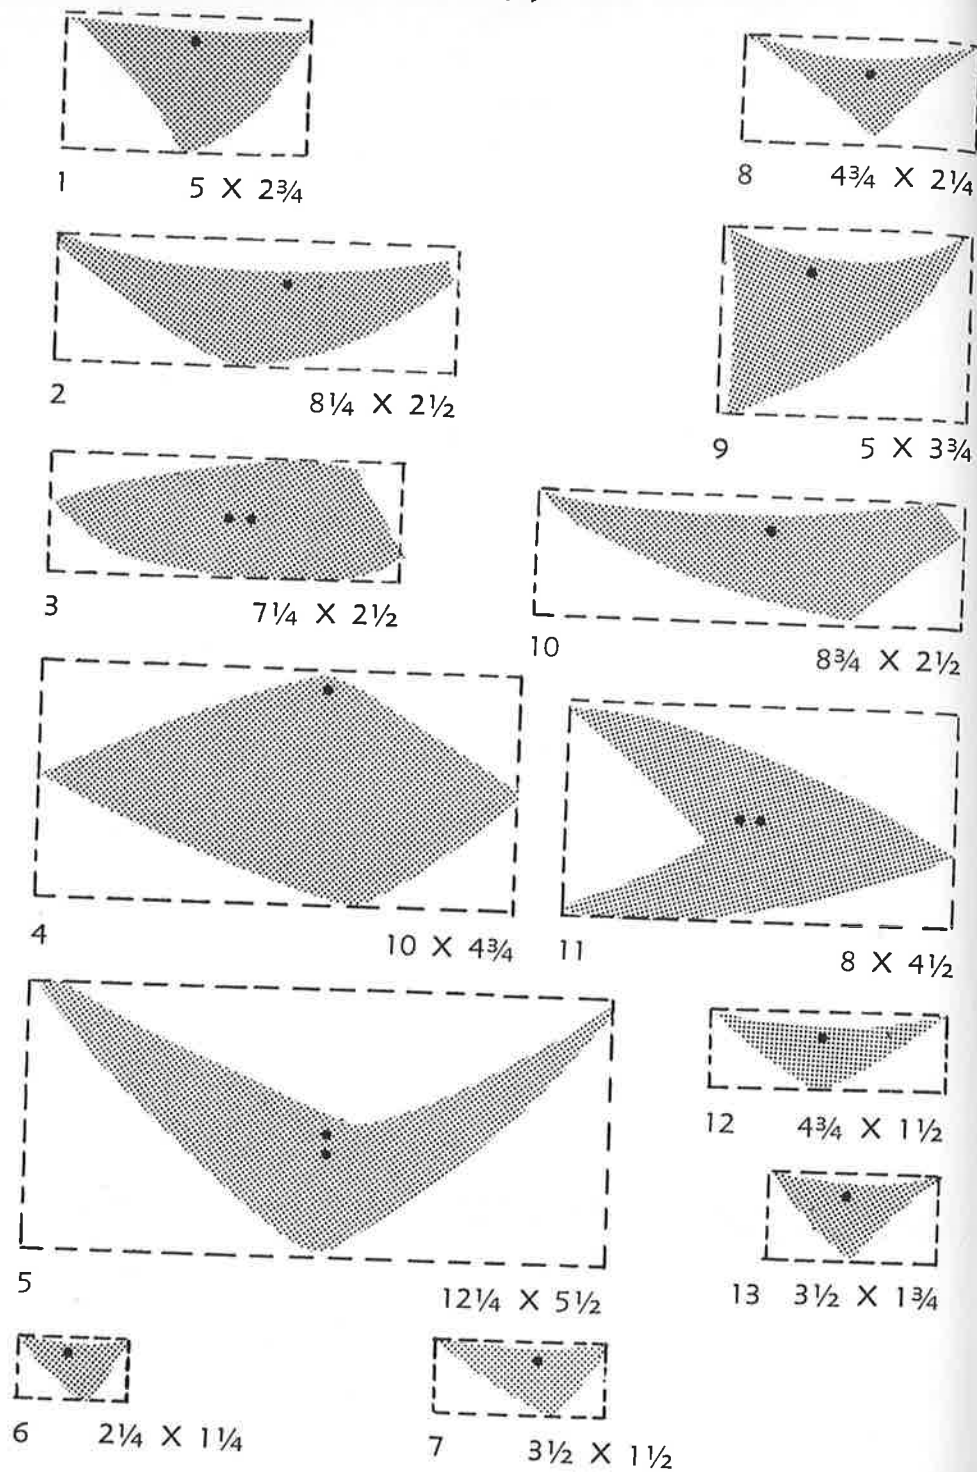 1 5 X 2¾
8 4¾ X 2¼
2 8¼ X 2½
9 5 X 3¾
3 7¼ X 2½
10 8¾ X 2½
4 10 X 4¾
11 8 X 4½
5 12¼ X 5½
12 4¾ X 1½
13 3½ X 1¾
6 2¼ X 1¼
7 3½ X 1½